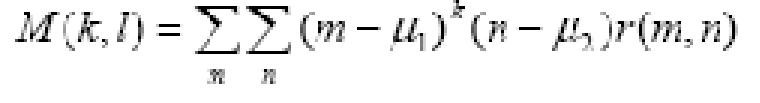 M(k,l) = ∑∑(m − μ₁)ᵏ(n − μ₂)r(m,n)
m n